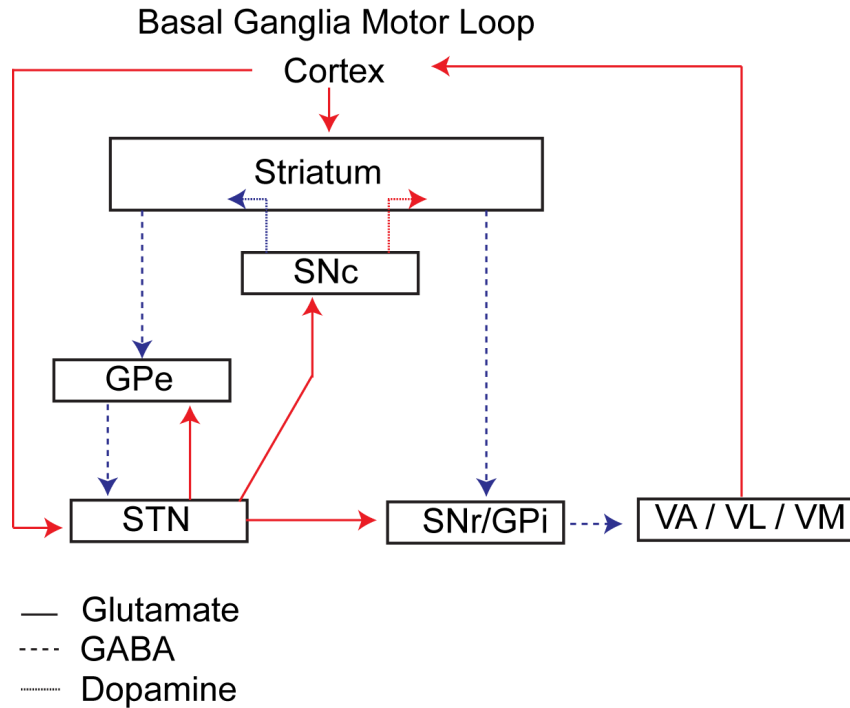 Basal Ganglia Motor Loop
Cortex
Striatum
SNc
GPe
STN
SNr/GPi
VA / VL / VM
Glutamate
GABA
Dopamine